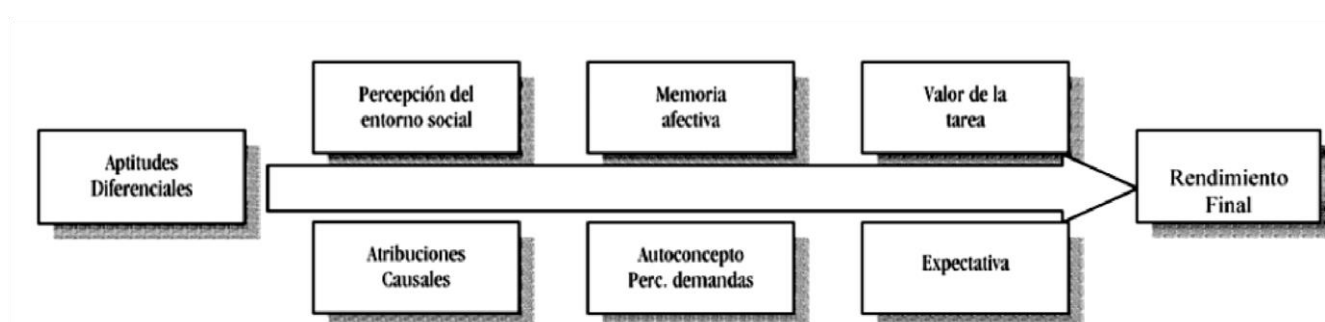 Percepción del
entorno social
Memoria
afectiva
Valor de la
tarea
Aptitudes
Diferenciales
Rendimiento
Final
Atribuciones
Causales
Autoconcepto
Perc. demandas
Expectativa